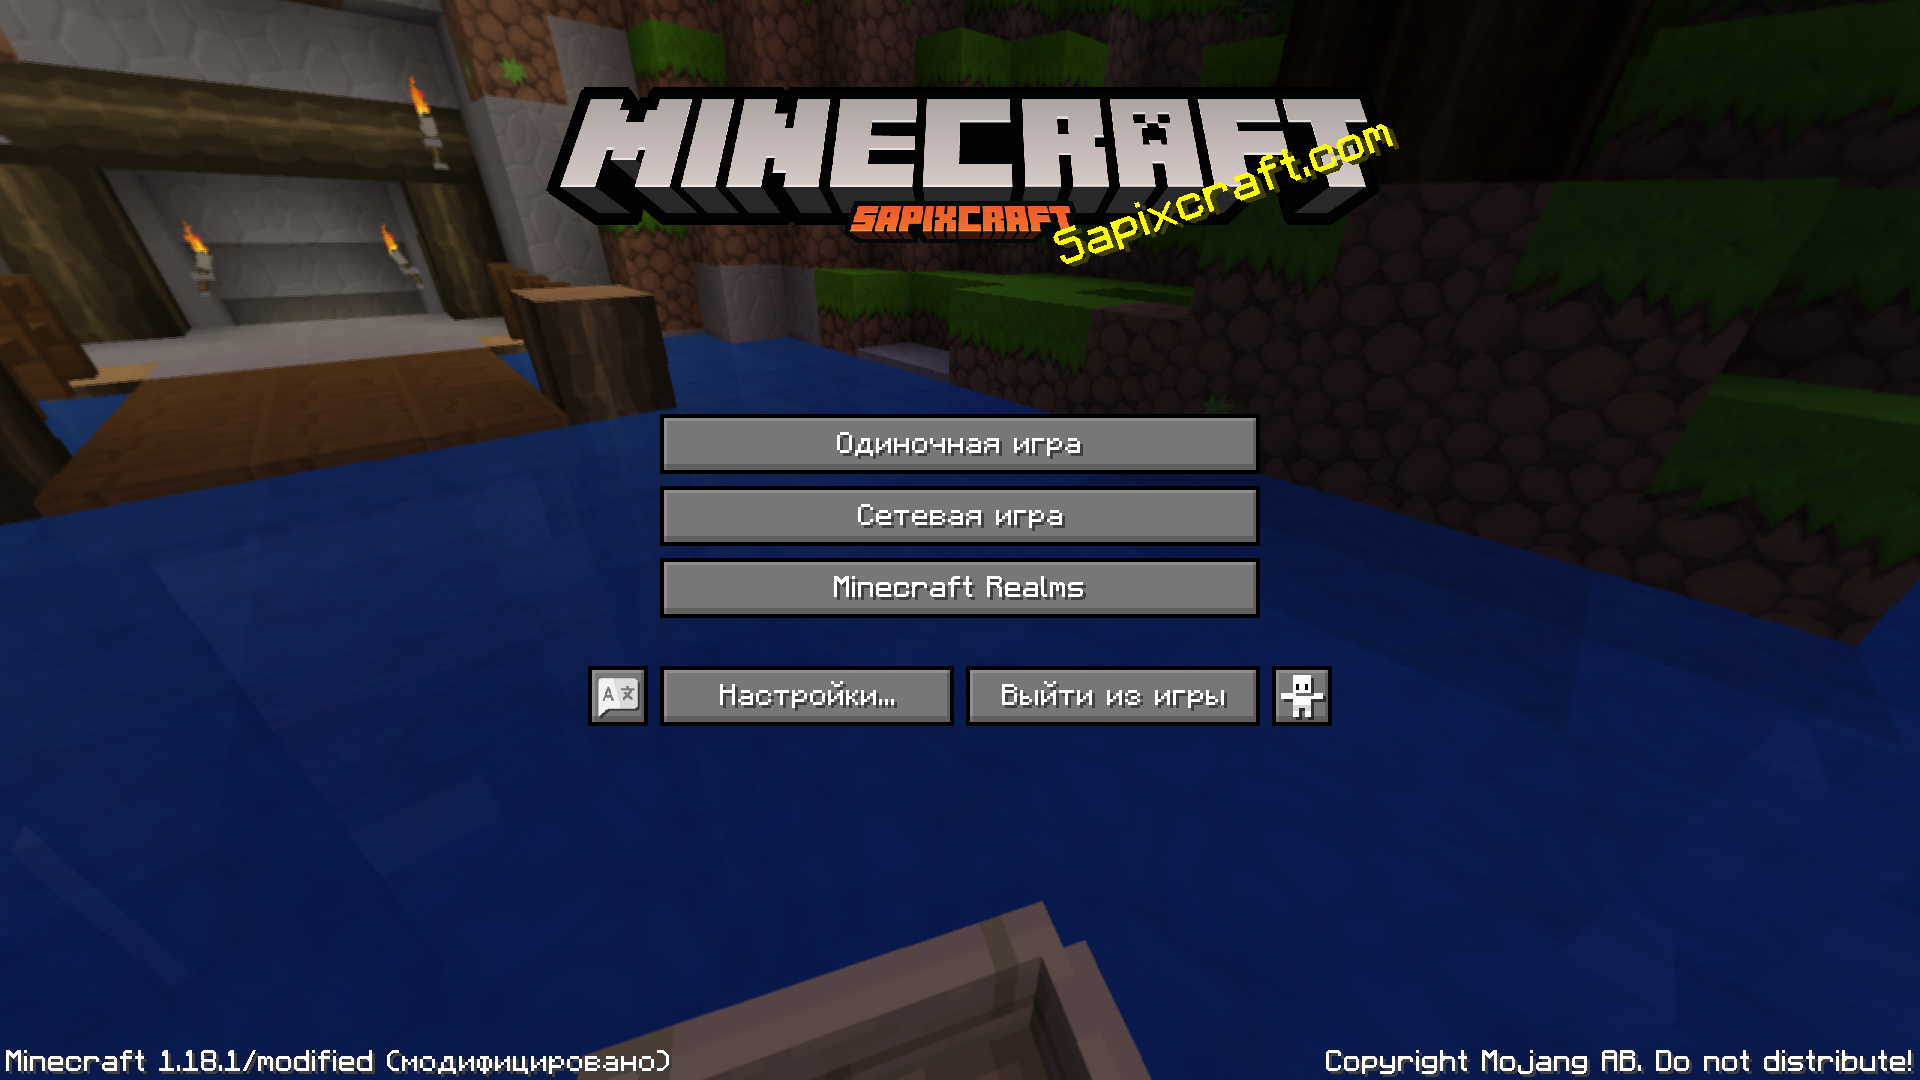 MINECRAFT
SAPIXCRAFT
Sapixcraft.com
Одиночная игра
Сетевая игра
Minecraft Realms
Настройки...
Выйти из игры
Minecraft 1.18.1/modified (модифицировано)
Copyright Mojang AB. Do not distribute!